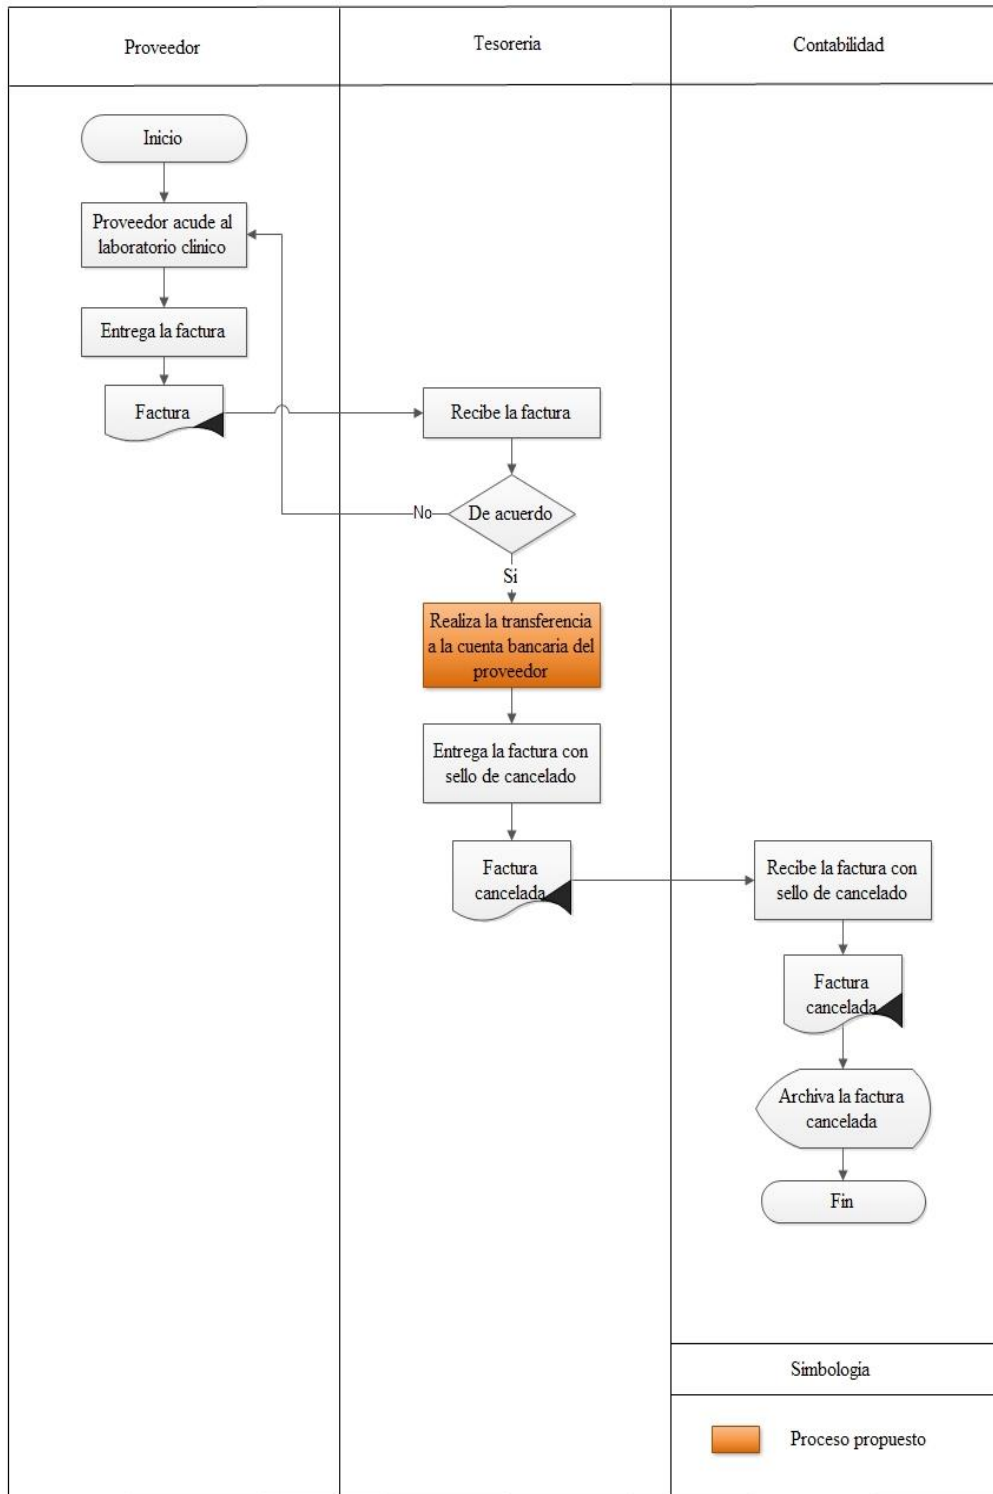 Proveedor
Tesoreria
Contabilidad
Inicio
Proveedor acude al
laboratorio clinico
Entrega la factura
Factura
Recibe la factura
De acuerdo
No
Si
Realiza la transferencia
a la cuenta bancaria del
proveedor
Entrega la factura con
sello de cancelado
Factura
cancelada
Recibe la factura con
sello de cancelado
Factura
cancelada
Archiva la factura
cancelada
Fin
Simbologia
Proceso propuesto